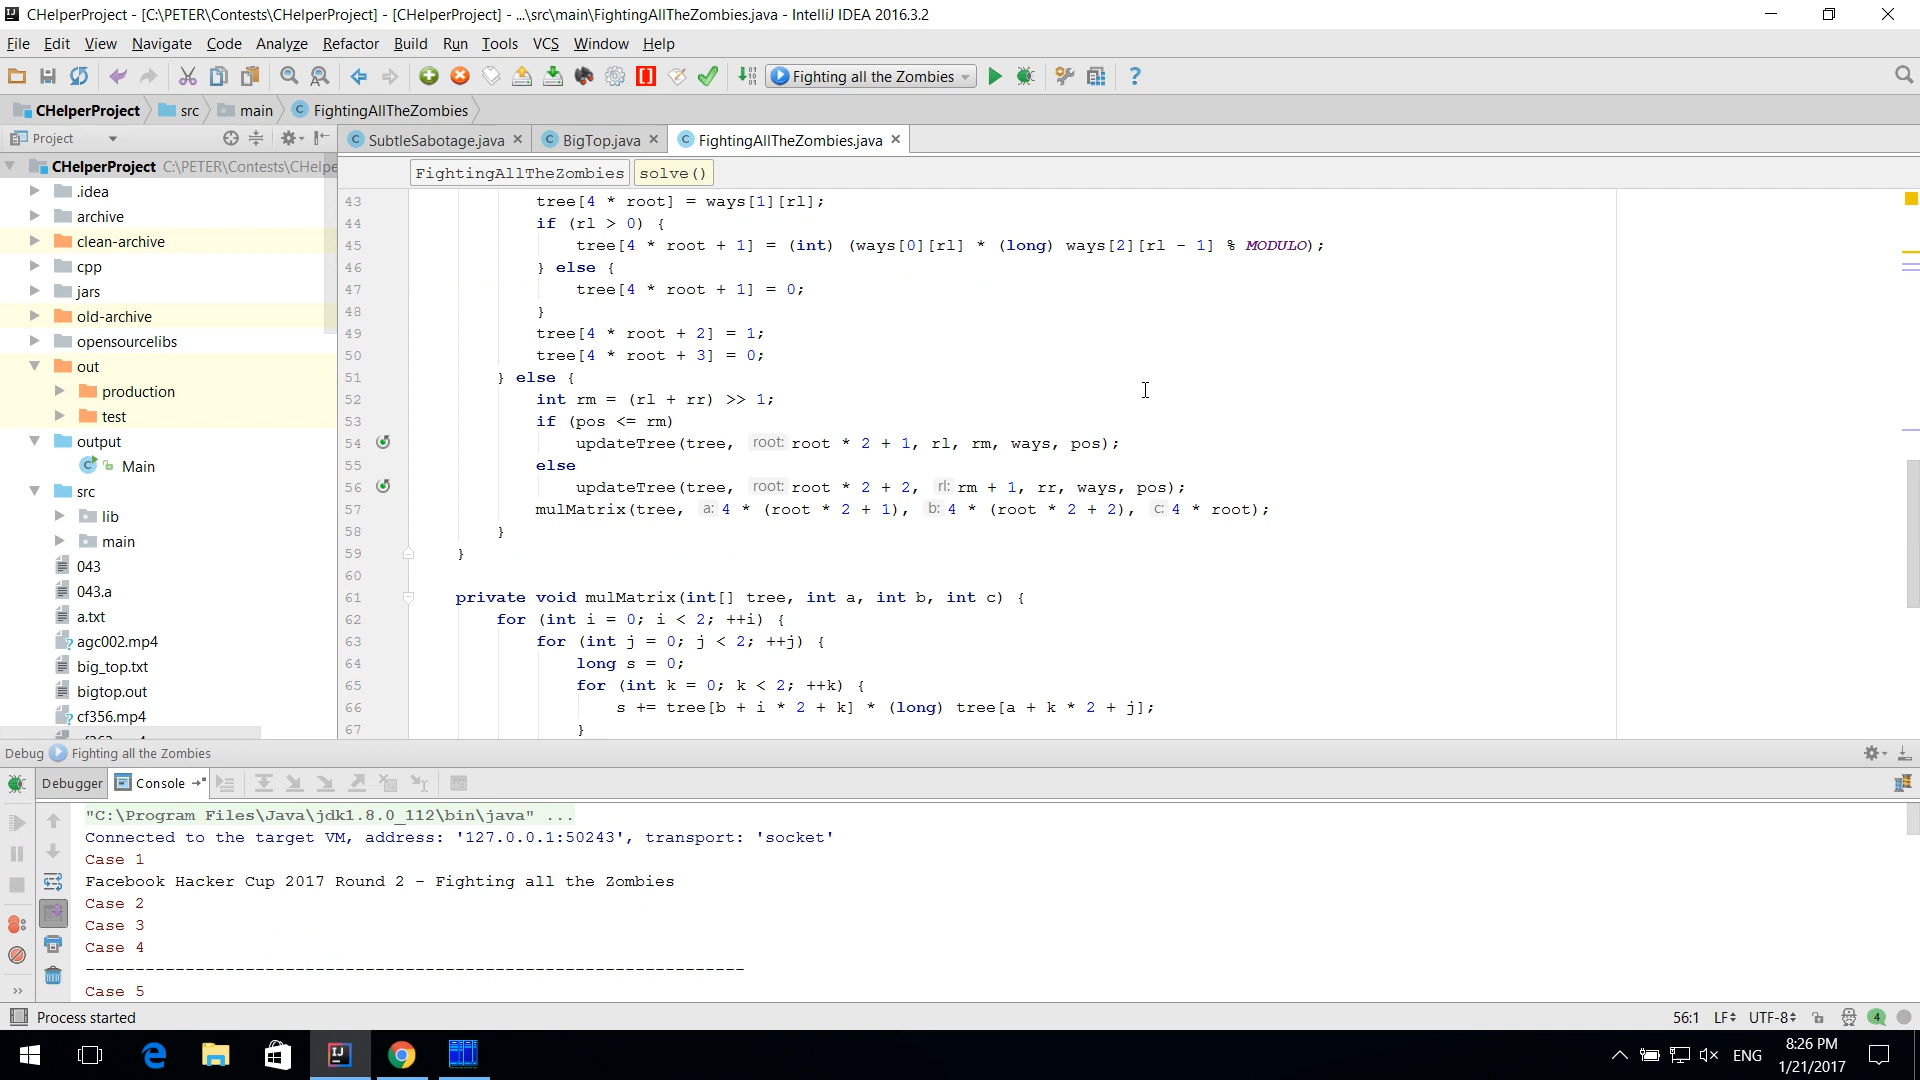 CHelperProject - [C:\PETER\Contests\CHelperProject] - [CHelperProject] - ...\src\main\FightingAllTheZombies.java - IntelliJ IDEA 2016.3.2
File Edit View Navigate Code Analyze Refactor Build Run Tools VCS Window Help
Fighting all the Zombies
CHelperProject src main FightingAllTheZombies
Project
SubtleSabotage.java BigTop.java FightingAllTheZombies.java
CHelperProject C:\PETER\Contests\CHelpe
.idea
archive
clean-archive
cpp
jars
old-archive
opensourcelibs
out
production
test
output
Main
src
lib
main
043
043.a
a.txt
agc002.mp4
big_top.txt
bigtop.out
cf356.mp4
FightingAllTheZombies solve()
43 tree[4 * root] = ways[1][rl];
44 if (rl > 0) {
45 tree[4 * root + 1] = (int) (ways[0][rl] * (long) ways[2][rl - 1] % MODULO);
46 } else {
47 tree[4 * root + 1] = 0;
48 }
49 tree[4 * root + 2] = 1;
50 tree[4 * root + 3] = 0;
51 } else {
52 int rm = (rl + rr) >> 1;
53 if (pos <= rm)
54 updateTree(tree, root: root * 2 + 1, rl, rm, ways, pos);
55 else
56 updateTree(tree, root: root * 2 + 2, rl: rm + 1, rr, ways, pos);
57 mulMatrix(tree, a: 4 * (root * 2 + 1), b: 4 * (root * 2 + 2), c: 4 * root);
58 }
59 }
60
61 private void mulMatrix(int[] tree, int a, int b, int c) {
62 for (int i = 0; i < 2; ++i) {
63 for (int j = 0; j < 2; ++j) {
64 long s = 0;
65 for (int k = 0; k < 2; ++k) {
66 s += tree[b + i * 2 + k] * (long) tree[a + k * 2 + j];
67 }
Debug Fighting all the Zombies
Debugger Console
"C:\Program Files\Java\jdk1.8.0_112\bin\java" ...
Connected to the target VM, address: '127.0.0.1:50243', transport: 'socket'
Case 1
Facebook Hacker Cup 2017 Round 2 - Fighting all the Zombies
Case 2
Case 3
Case 4
------------------------------------------------------------------
Case 5
Process started
56:1 LF UTF-8 4
ENG
8:26 PM
1/21/2017